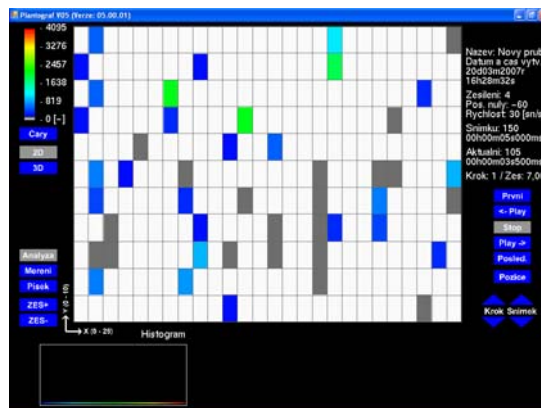 Plantograf V05 (Verze: 05.00.01)
4095
3276
2457
1638
819
0 [-]
Cary
2D
3D
Analyza
Mereni
Pisek
ZES+
ZES-
Y (0 - 10)
X (0 - 29)
Histogram
Nazev: Novy prub
Datum a cas vytv.
20d03m2007r
16h28m32s
Zesileni: 4
Pos. nuly: -60
Rychlost: 30 [sn/s
Snimku: 150
00h00m05s000ms
Aktualni: 105
00h00m03s500ms
Krok: 1 / Zes: 7,0
Prvni
<- Play
Stop
Play ->
Posled.
Pozice
Krok Snimek